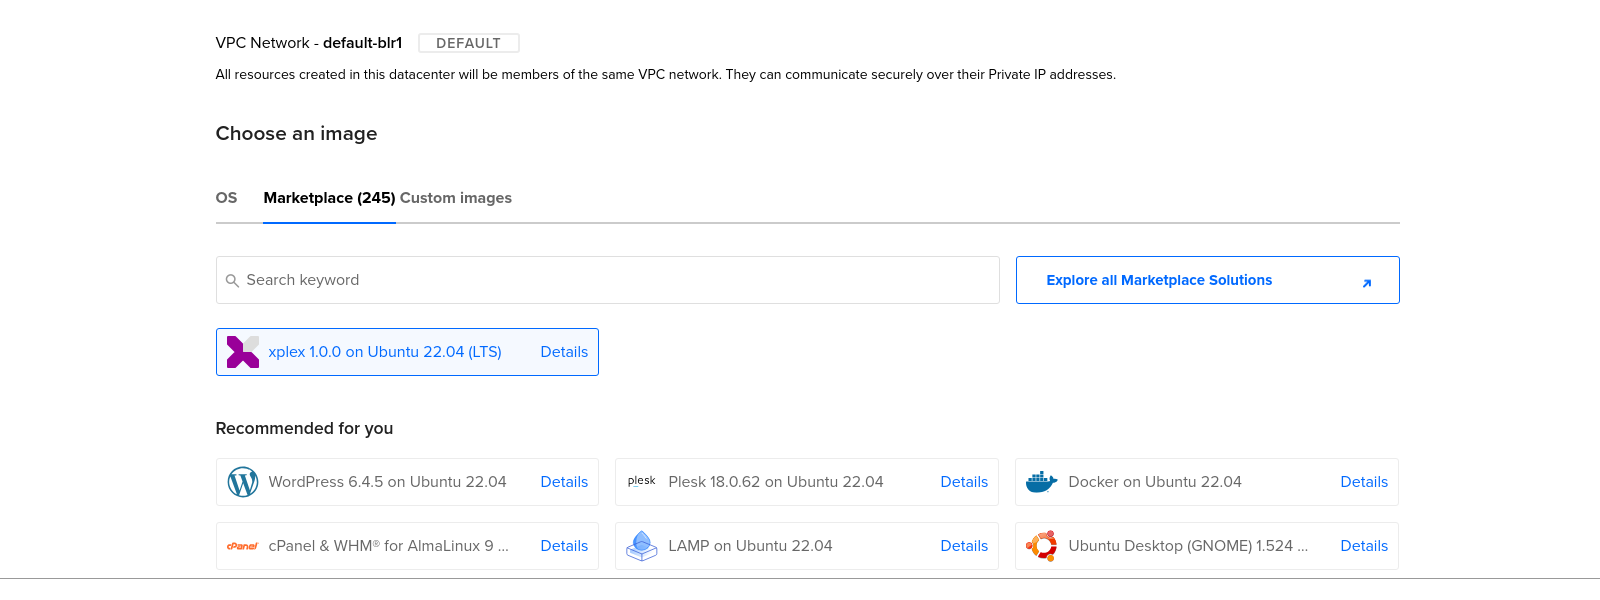 VPC Network - default-blr1 DEFAULT
All resources created in this datacenter will be members of the same VPC network. They can communicate securely over their Private IP addresses.
Choose an image
OS Marketplace (245) Custom images
Search keyword Explore all Marketplace Solutions
xplex 1.0.0 on Ubuntu 22.04 (LTS) Details
Recommended for you
WordPress 6.4.5 on Ubuntu 22.04 Details plesk Plesk 18.0.62 on Ubuntu 22.04 Details Docker on Ubuntu 22.04 Details
cPanel cPanel & WHM® for AlmaLinux 9 ... Details LAMP on Ubuntu 22.04 Details Ubuntu Desktop (GNOME) 1.524 ... Details